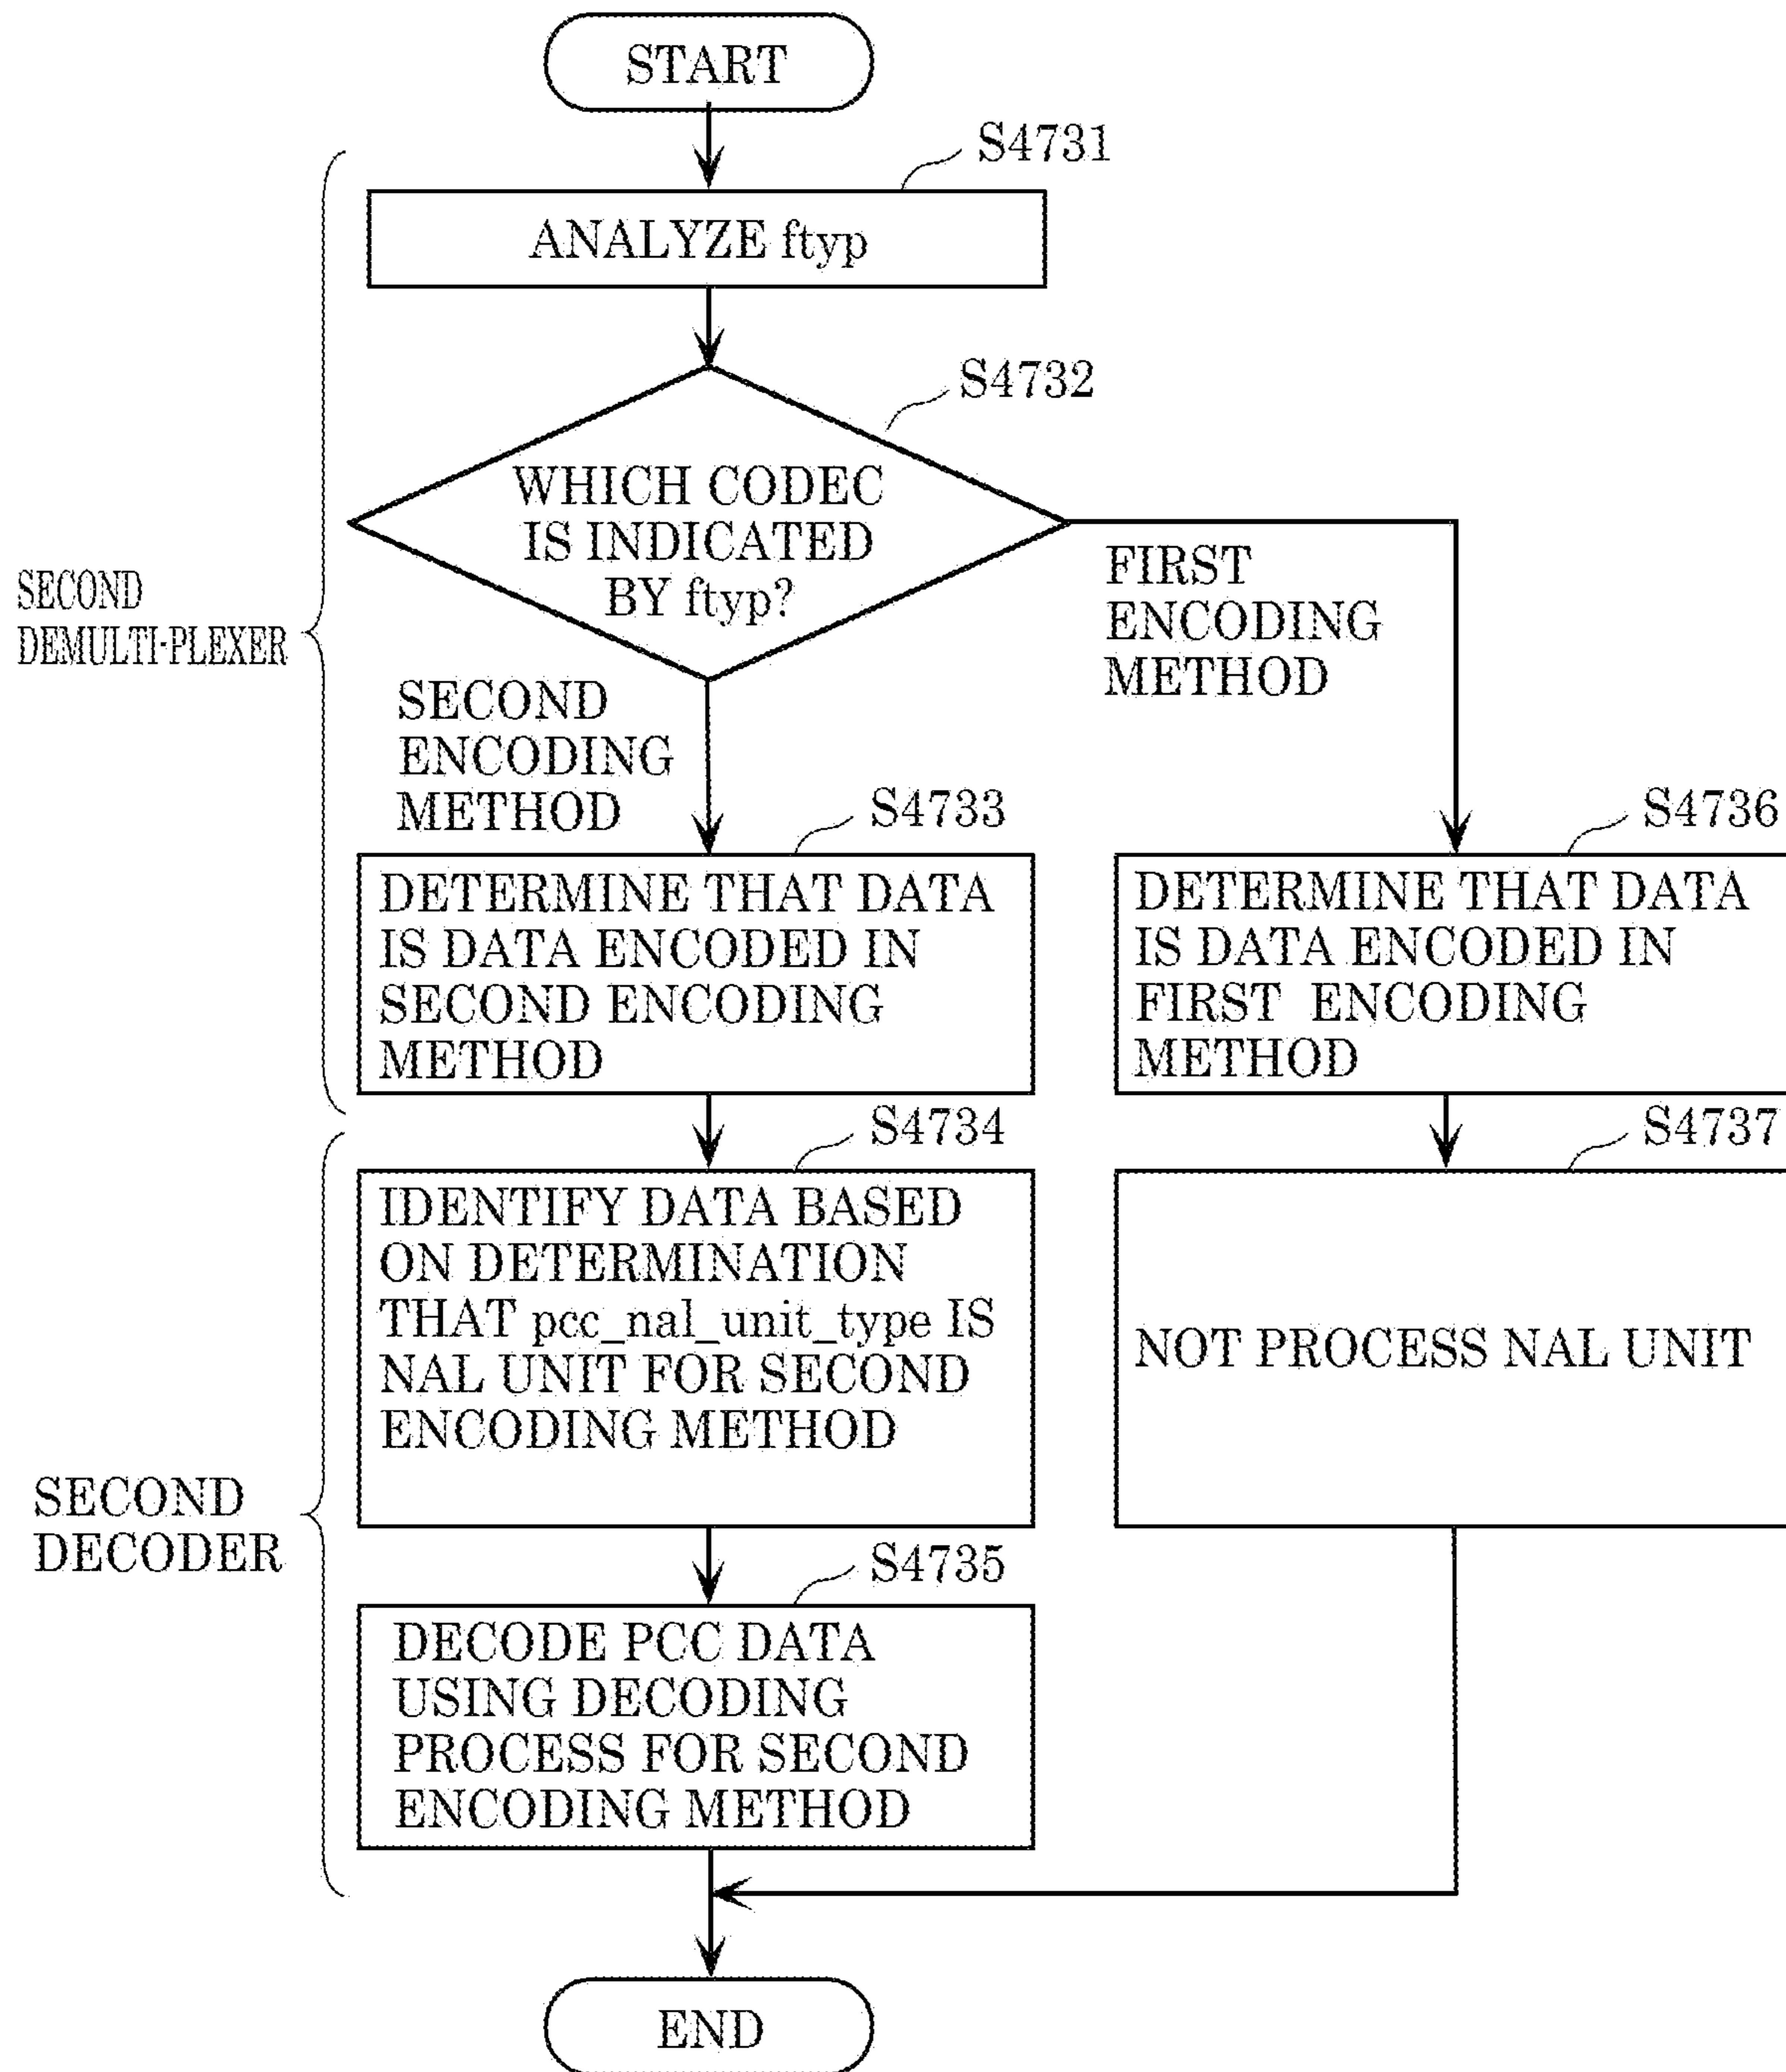 START
S4731
ANALYZE ftyp
S4732
WHICH CODEC
IS INDICATED
BY ftyp?
SECOND
DEMULTI-PLEXER
FIRST
ENCODING
METHOD
SECOND
ENCODING
METHOD
S4733
DETERMINE THAT DATA
IS DATA ENCODED IN
SECOND ENCODING
METHOD
S4736
DETERMINE THAT DATA
IS DATA ENCODED IN
FIRST ENCODING
METHOD
S4734
IDENTIFY DATA BASED
ON DETERMINATION
THAT pcc_nal_unit_type IS
NAL UNIT FOR SECOND
ENCODING METHOD
S4737
NOT PROCESS NAL UNIT
SECOND
DECODER
S4735
DECODE PCC DATA
USING DECODING
PROCESS FOR SECOND
ENCODING METHOD
END